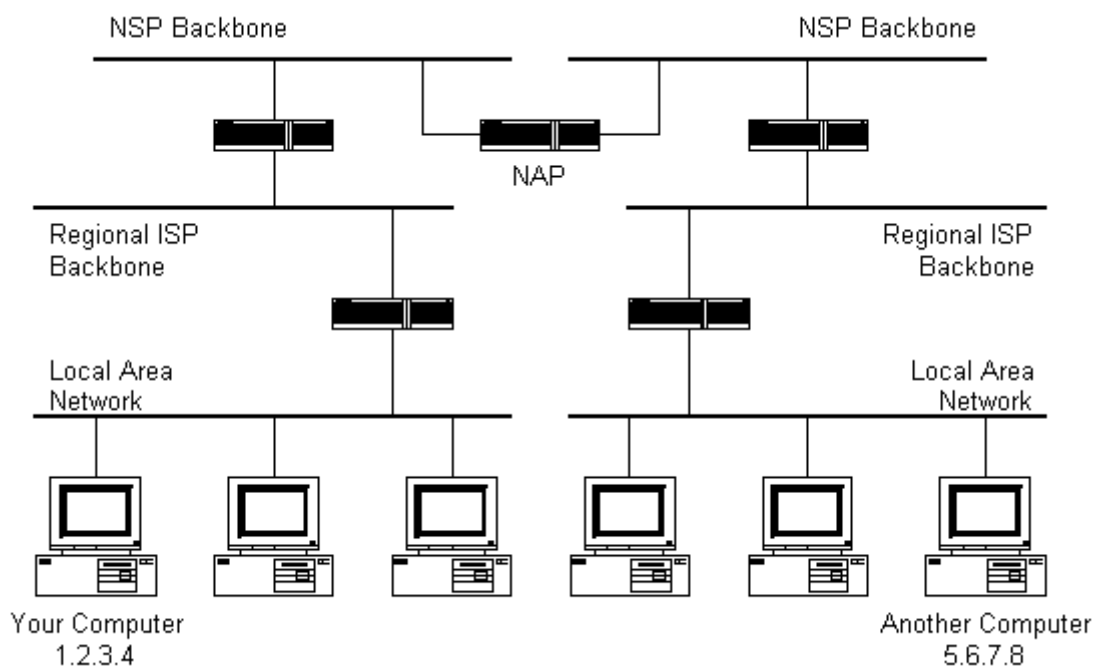 NSP Backbone
NSP Backbone
NAP
Regional ISP
Backbone
Regional ISP
Backbone
Local Area
Network
Local Area
Network
Your Computer
1.2.3.4
Another Computer
5.6.7.8